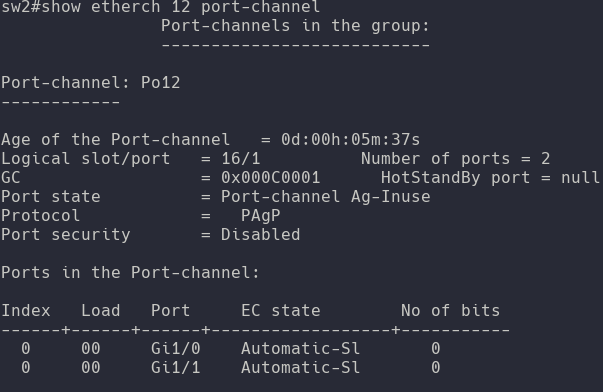 sw2#show etherch 12 port-channel
                Port-channels in the group:
                ---------------------------

Port-channel: Po12
------------

Age of the Port-channel   = 0d:00h:05m:37s
Logical slot/port   = 16/1          Number of ports = 2
GC                  = 0x000C0001      HotStandBy port = null
Port state          = Port-channel Ag-Inuse
Protocol            =   PAgP
Port security       = Disabled

Ports in the Port-channel:

Index   Load   Port     EC state        No of bits
------+------+------+------------------+-----------
  0     00     Gi1/0    Automatic-Sl       0
  0     00     Gi1/1    Automatic-Sl       0